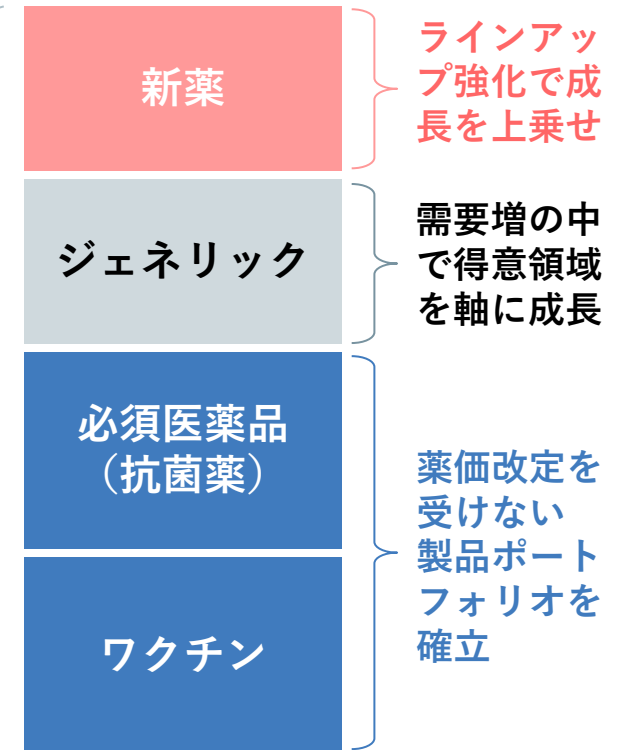 新薬
ラインアッ
プ強化で成
長を上乗せ
ジェネリック
需要増の中
で得意領域
を軸に成長
必須医薬品
（抗菌薬）
ワクチン
薬価改定を
受けない
製品ポート
フォリオを
確立